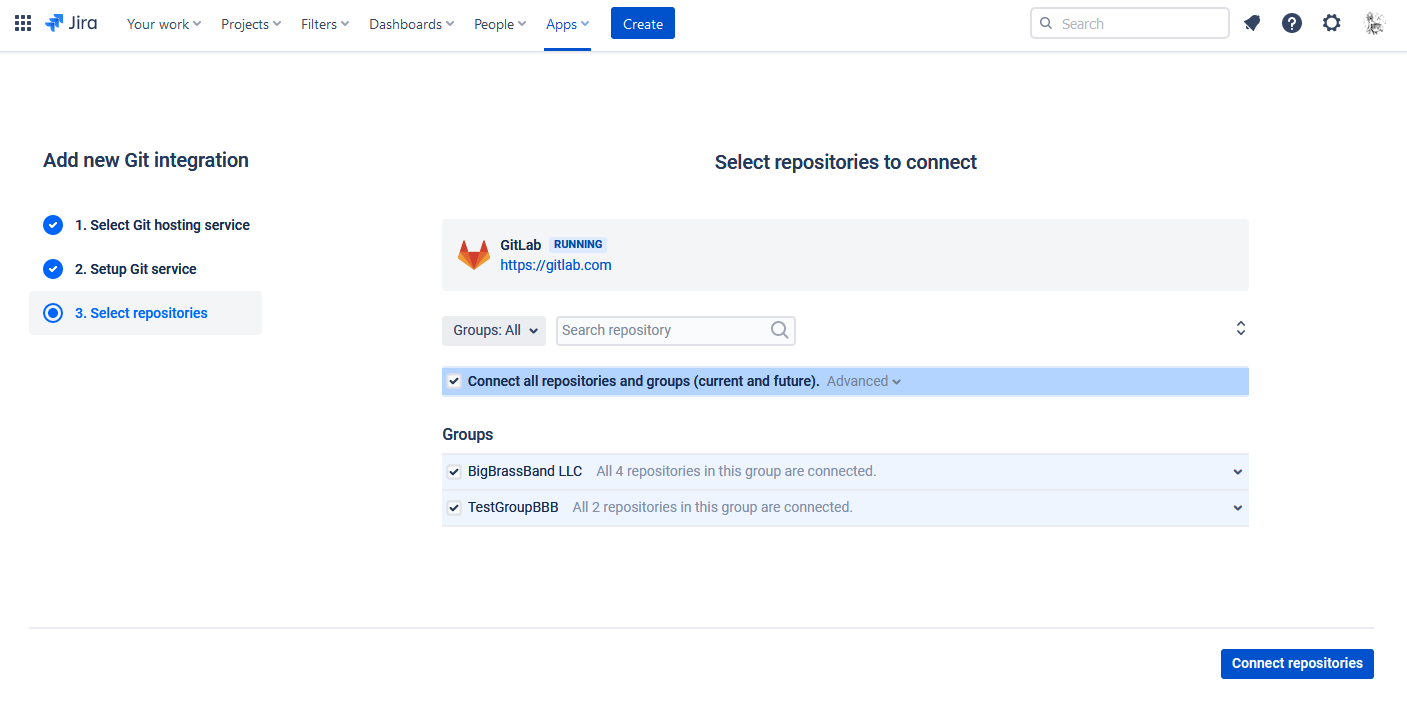 Jira Your work Projects Filters Dashboards People Apps Create Search
Add new Git integration
1. Select Git hosting service
2. Setup Git service
3. Select repositories
Select repositories to connect
GitLab RUNNING
https://gitlab.com
Groups: All Search repository
Connect all repositories and groups (current and future). Advanced
Groups
BigBrassBand LLC All 4 repositories in this group are connected.
TestGroupBBB All 2 repositories in this group are connected.
Connect repositories